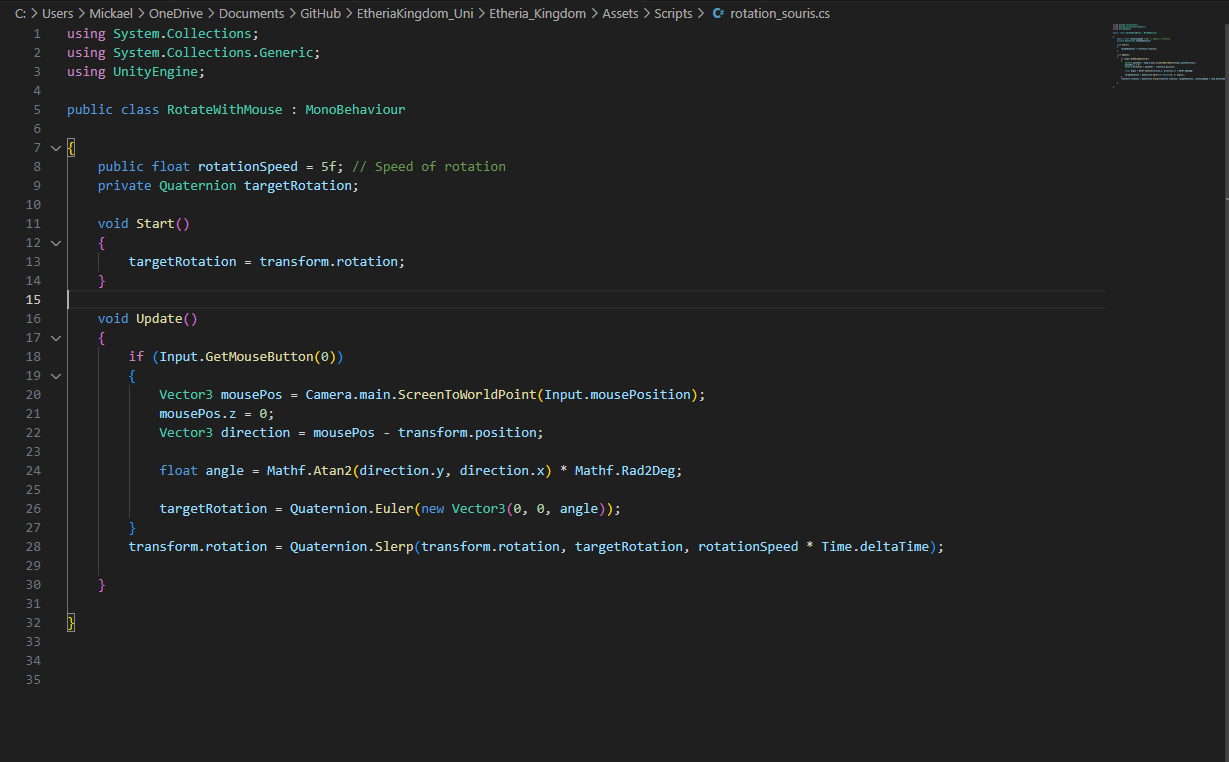 C: > Users > Mickael > OneDrive > Documents > GitHub > EtheriaKingdom_Uni > Etheria_Kingdom > Assets > Scripts > rotation_souris.cs
1 using System.Collections;
2 using System.Collections.Generic;
3 using UnityEngine;
4
5 public class RotateWithMouse : MonoBehaviour
6
7 {
8     public float rotationSpeed = 5f; // Speed of rotation
9     private Quaternion targetRotation;
10
11     void Start()
12     {
13         targetRotation = transform.rotation;
14     }
15
16     void Update()
17     {
18         if (Input.GetMouseButton(0))
19         {
20             Vector3 mousePos = Camera.main.ScreenToWorldPoint(Input.mousePosition);
21             mousePos.z = 0;
22             Vector3 direction = mousePos - transform.position;
23
24             float angle = Mathf.Atan2(direction.y, direction.x) * Mathf.Rad2Deg;
25
26             targetRotation = Quaternion.Euler(new Vector3(0, 0, angle));
27         }
28         transform.rotation = Quaternion.Slerp(transform.rotation, targetRotation, rotationSpeed * Time.deltaTime);
29
30     }
31
32 }
33
34
35